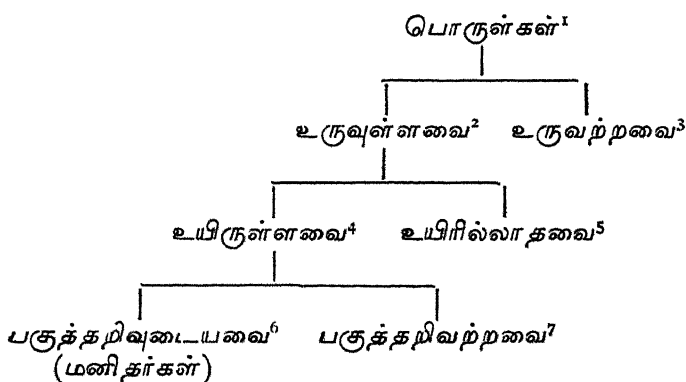 பொருள்கள்¹
உருவுள்ளவை² உருவற்றவை³
உயிருள்ளவை⁴ உயிரில்லாதவை⁵
பகுத்தறிவுடையவை⁶ பகுத்தறிவற்றவை⁷
(மனிதர்கள்)